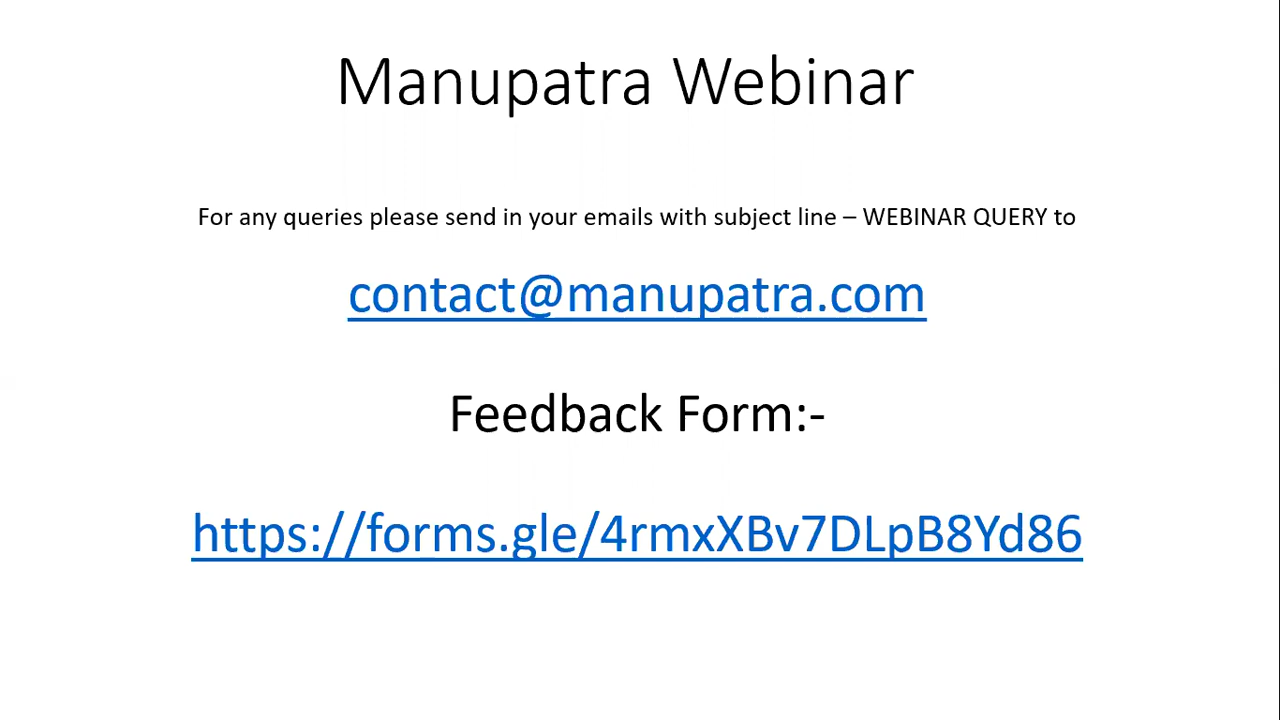 Manupatra Webinar
For any queries please send in your emails with subject line – WEBINAR QUERY to
contact@manupatra.com
Feedback Form:-
https://forms.gle/4rmxXBv7DLpB8Yd86